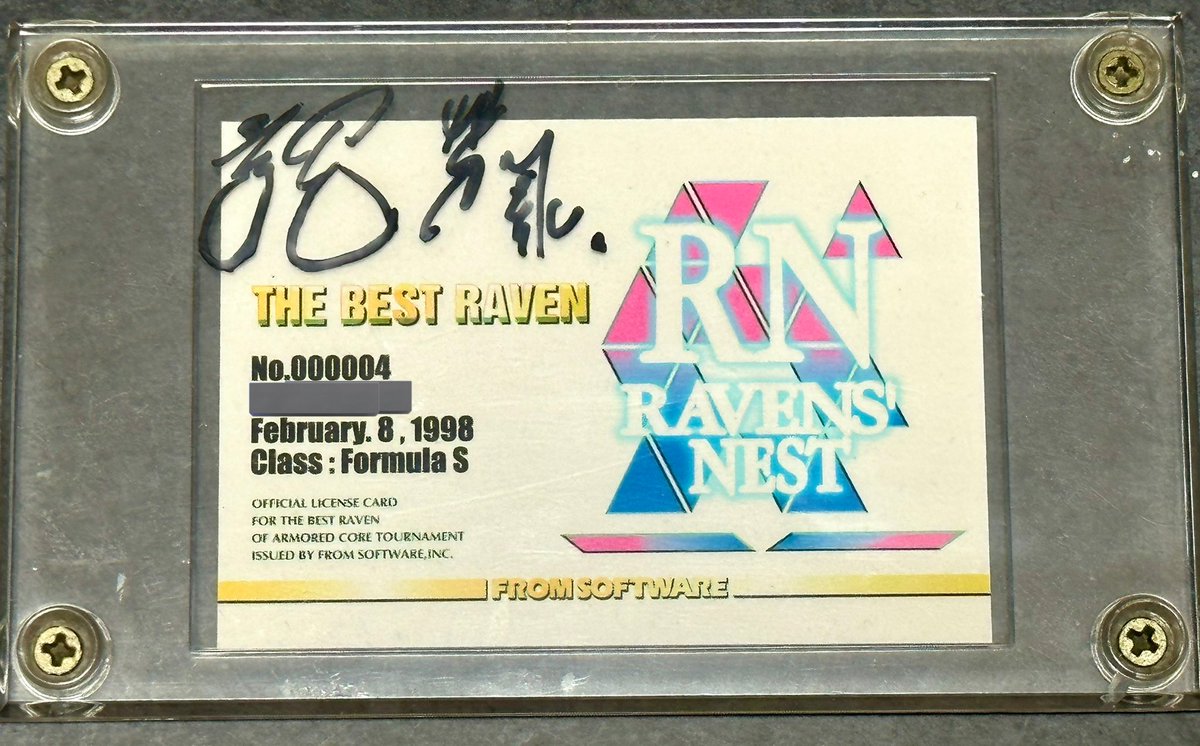 THE BEST RAVEN
No.000004
February. 8 , 1998
Class : Formula S
OFFICIAL LICENSE CARD
FOR THE BEST RAVEN
OF ARMORED CORE TOURNAMENT
ISSUED BY FROM SOFTWARE,INC.
RN
RAVENS'
NEST
FROMSOFTWARE